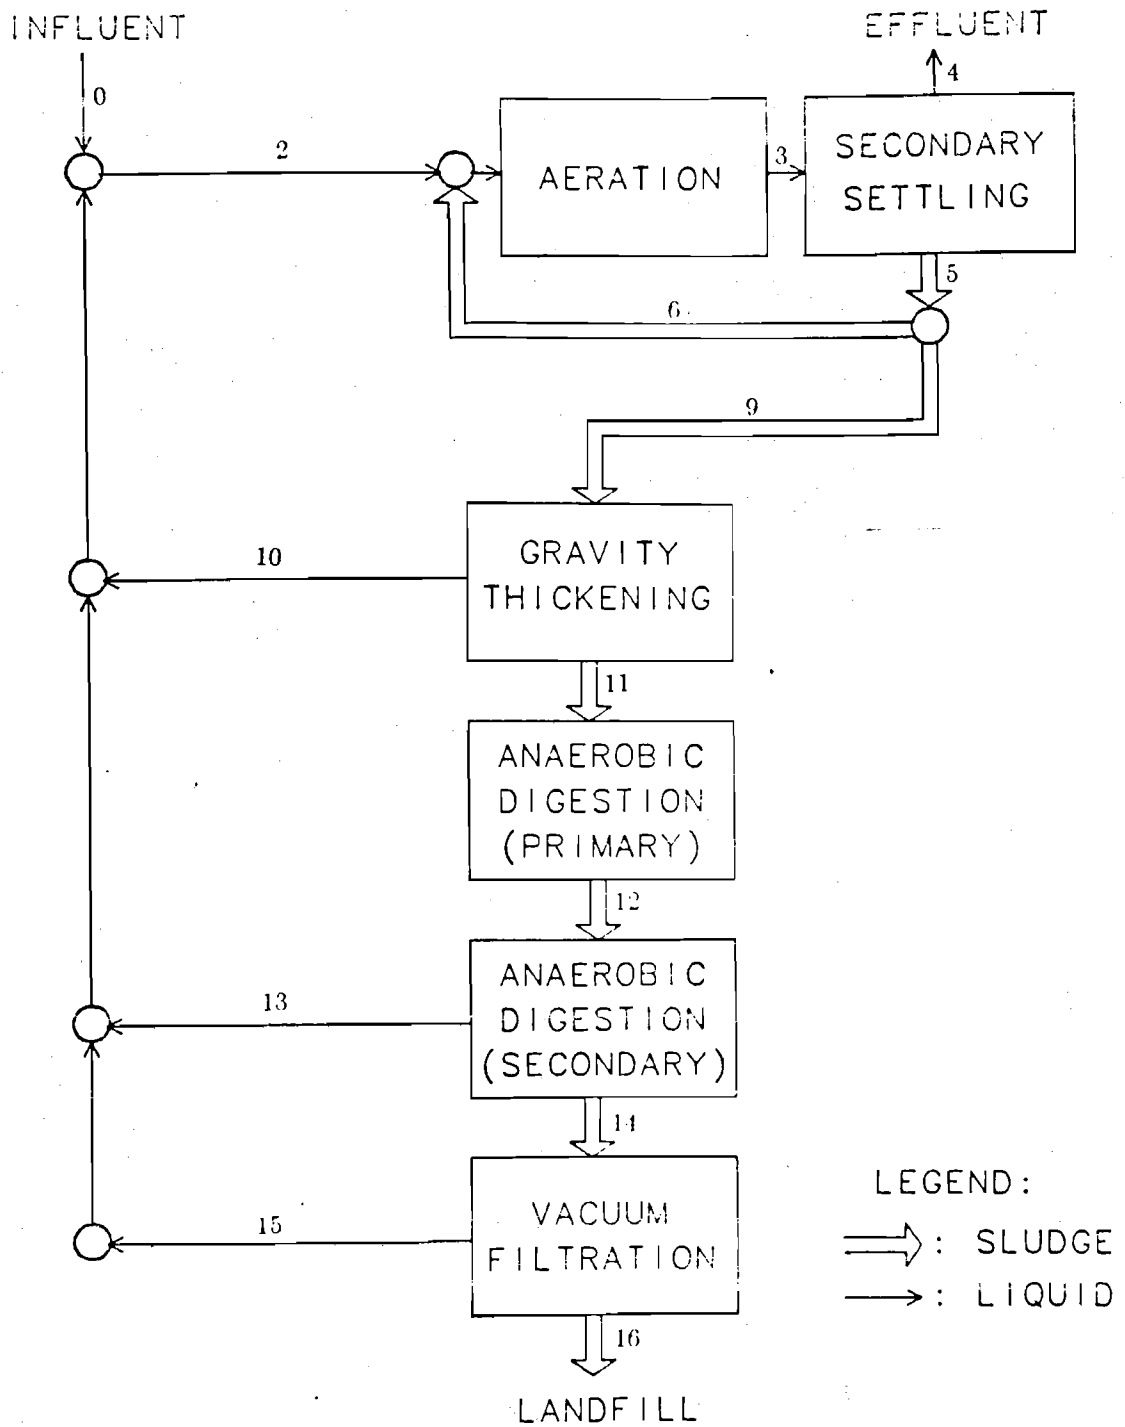 INFLUENT
EFFLUENT
0
4
2
3
AERATION
SECONDARY
SETTLING
5
6
9
GRAVITY
THICKENING
10
11
ANAEROBIC
DIGESTION
(PRIMARY)
12
ANAEROBIC
DIGESTION
(SECONDARY)
13
14
VACUUM
FILTRATION
15
16
LANDFILL
LEGEND:
: SLUDGE
: LIQUID